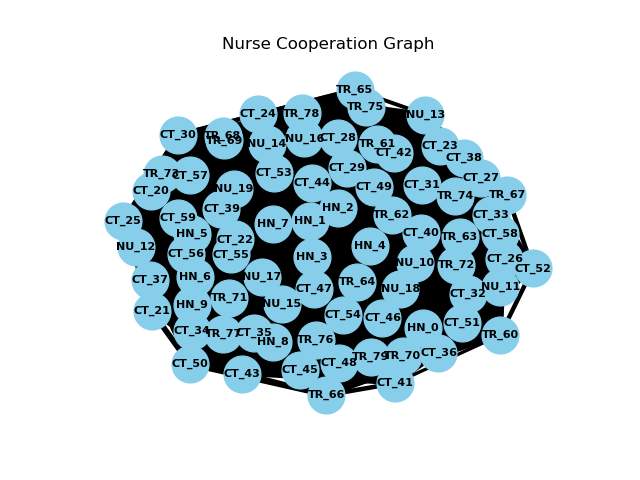 Nurse Cooperation Graph
TR_65
TR_75
CT_24
TR_78
NU_13
CT_30
TR_68
TR_69
NU_14
NU_16
CT_28
TR_61
CT_42
CT_23
CT_38
TR_73
CT_57
CT_53
CT_29
CT_27
CT_20
NU_19
CT_44
CT_49
CT_31
TR_74
TR_67
CT_25
CT_59
CT_39
HN_7
HN_1
HN_2
TR_62
CT_33
HN_5
CT_22
CT_40
TR_63
CT_58
NU_12
CT_56
CT_55
HN_3
HN_4
NU_10
TR_72
CT_26
CT_52
CT_37
HN_6
NU_17
CT_47
TR_64
NU_18
CT_32
NU_11
CT_21
HN_9
TR_71
NU_15
CT_54
CT_46
HN_0
CT_51
TR_60
CT_34
CT_35
HN_8
TR_76
CT_50
CT_43
CT_45
CT_48
TR_79
TR_70
CT_36
TR_66
CT_41